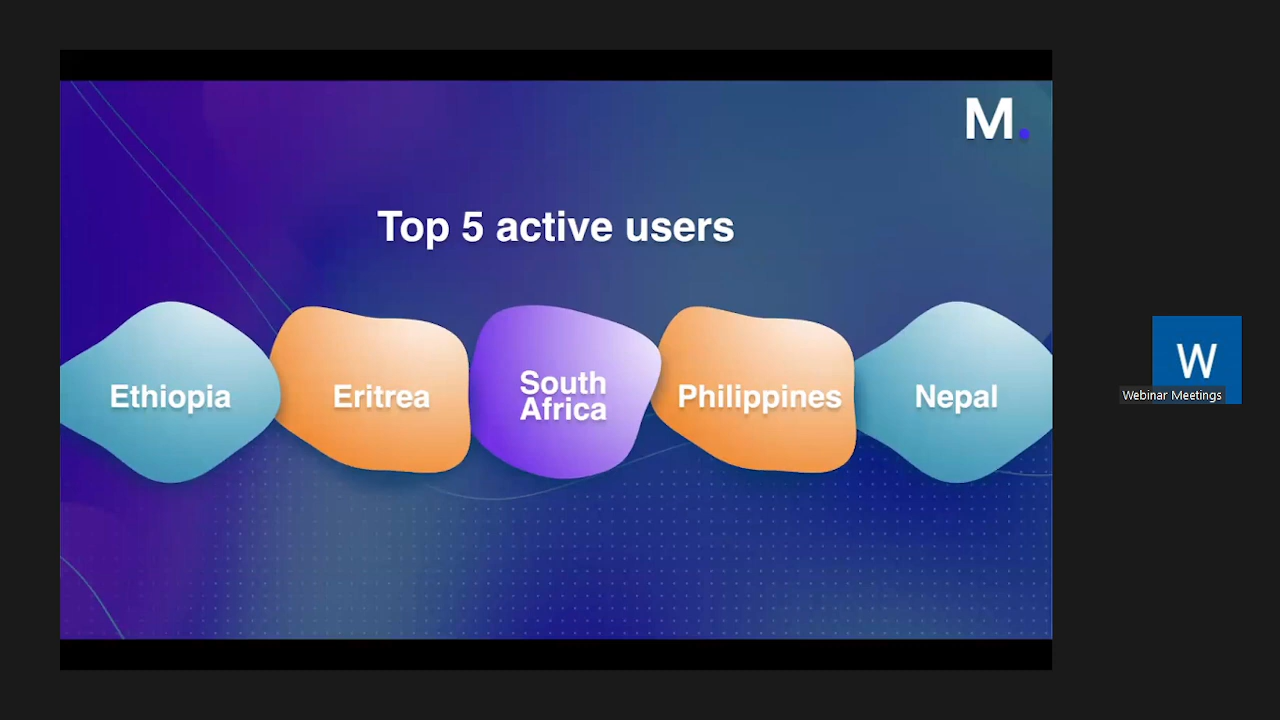 M.
Top 5 active users
Ethiopia
Eritrea
South
Africa
Philippines
Nepal
W
Webinar Meetings